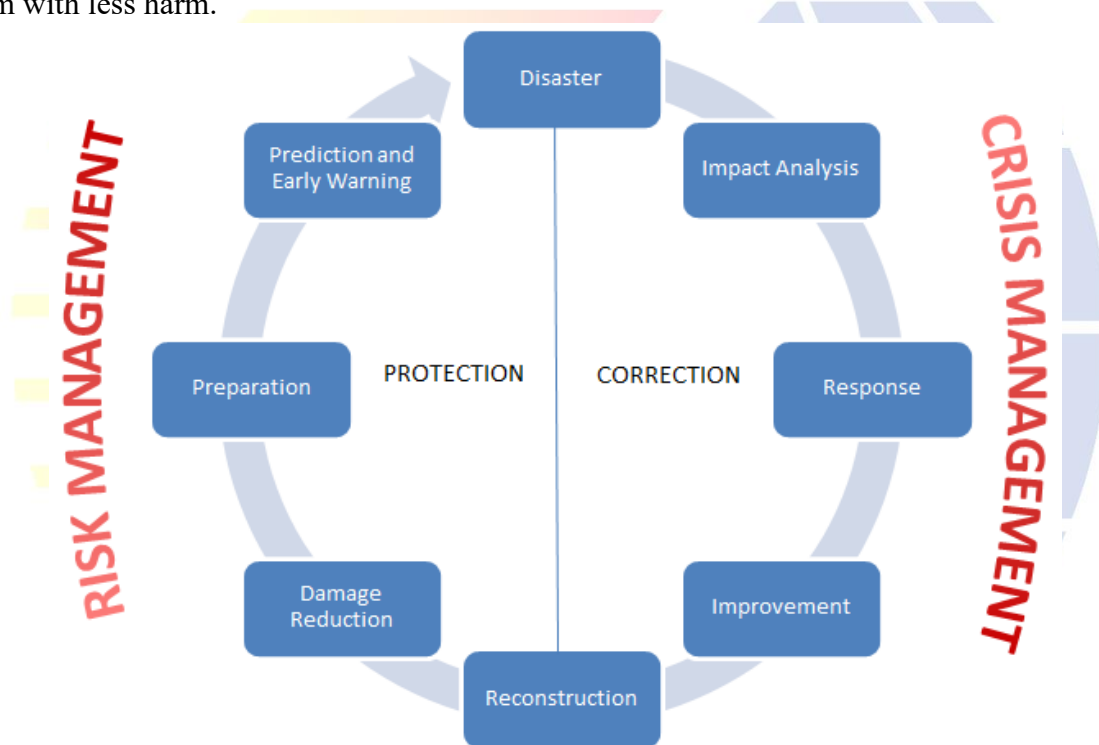 m with less harm.
Disaster
Prediction and
Early Warning
Impact Analysis
RISK MANAGEMENT
CRISIS MANAGEMENT
Preparation
PROTECTION
CORRECTION
Response
Damage
Reduction
Improvement
Reconstruction